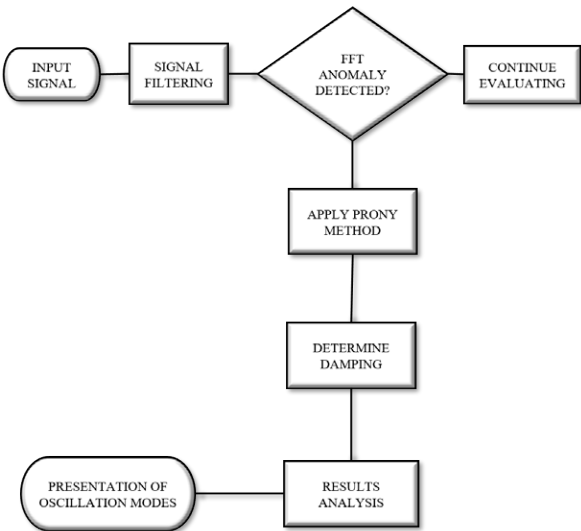 INPUT
SIGNAL
SIGNAL
FILTERING
FFT
ANOMALY
DETECTED?
CONTINUE
EVALUATING
APPLY PRONY
METHOD
DETERMINE
DAMPING
PRESENTATION OF
OSCILLATION MODES
RESULTS
ANALYSIS